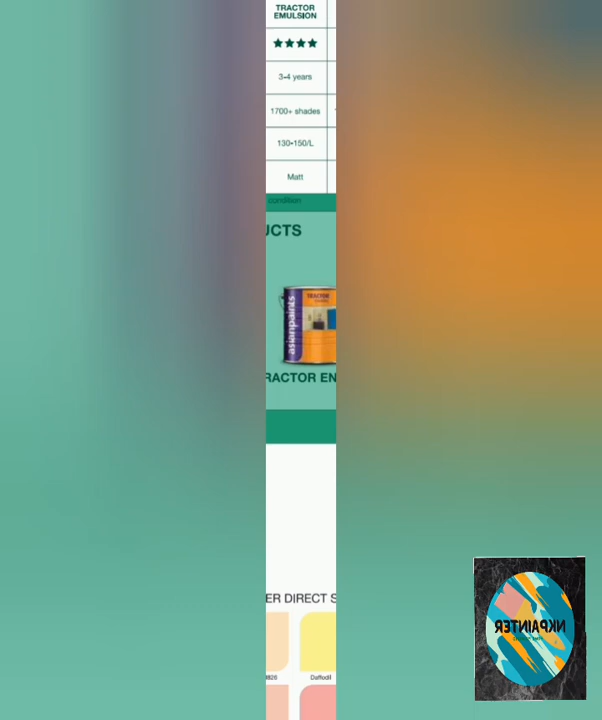 TRACTOR
EMULSION
3-4 years
1700+ shades
130-150/L
Matt
condition
UCTS
TRACTOR
asianpaints
RACTOR EN
ER DIRECT S
Daffodil
NKPAINTER